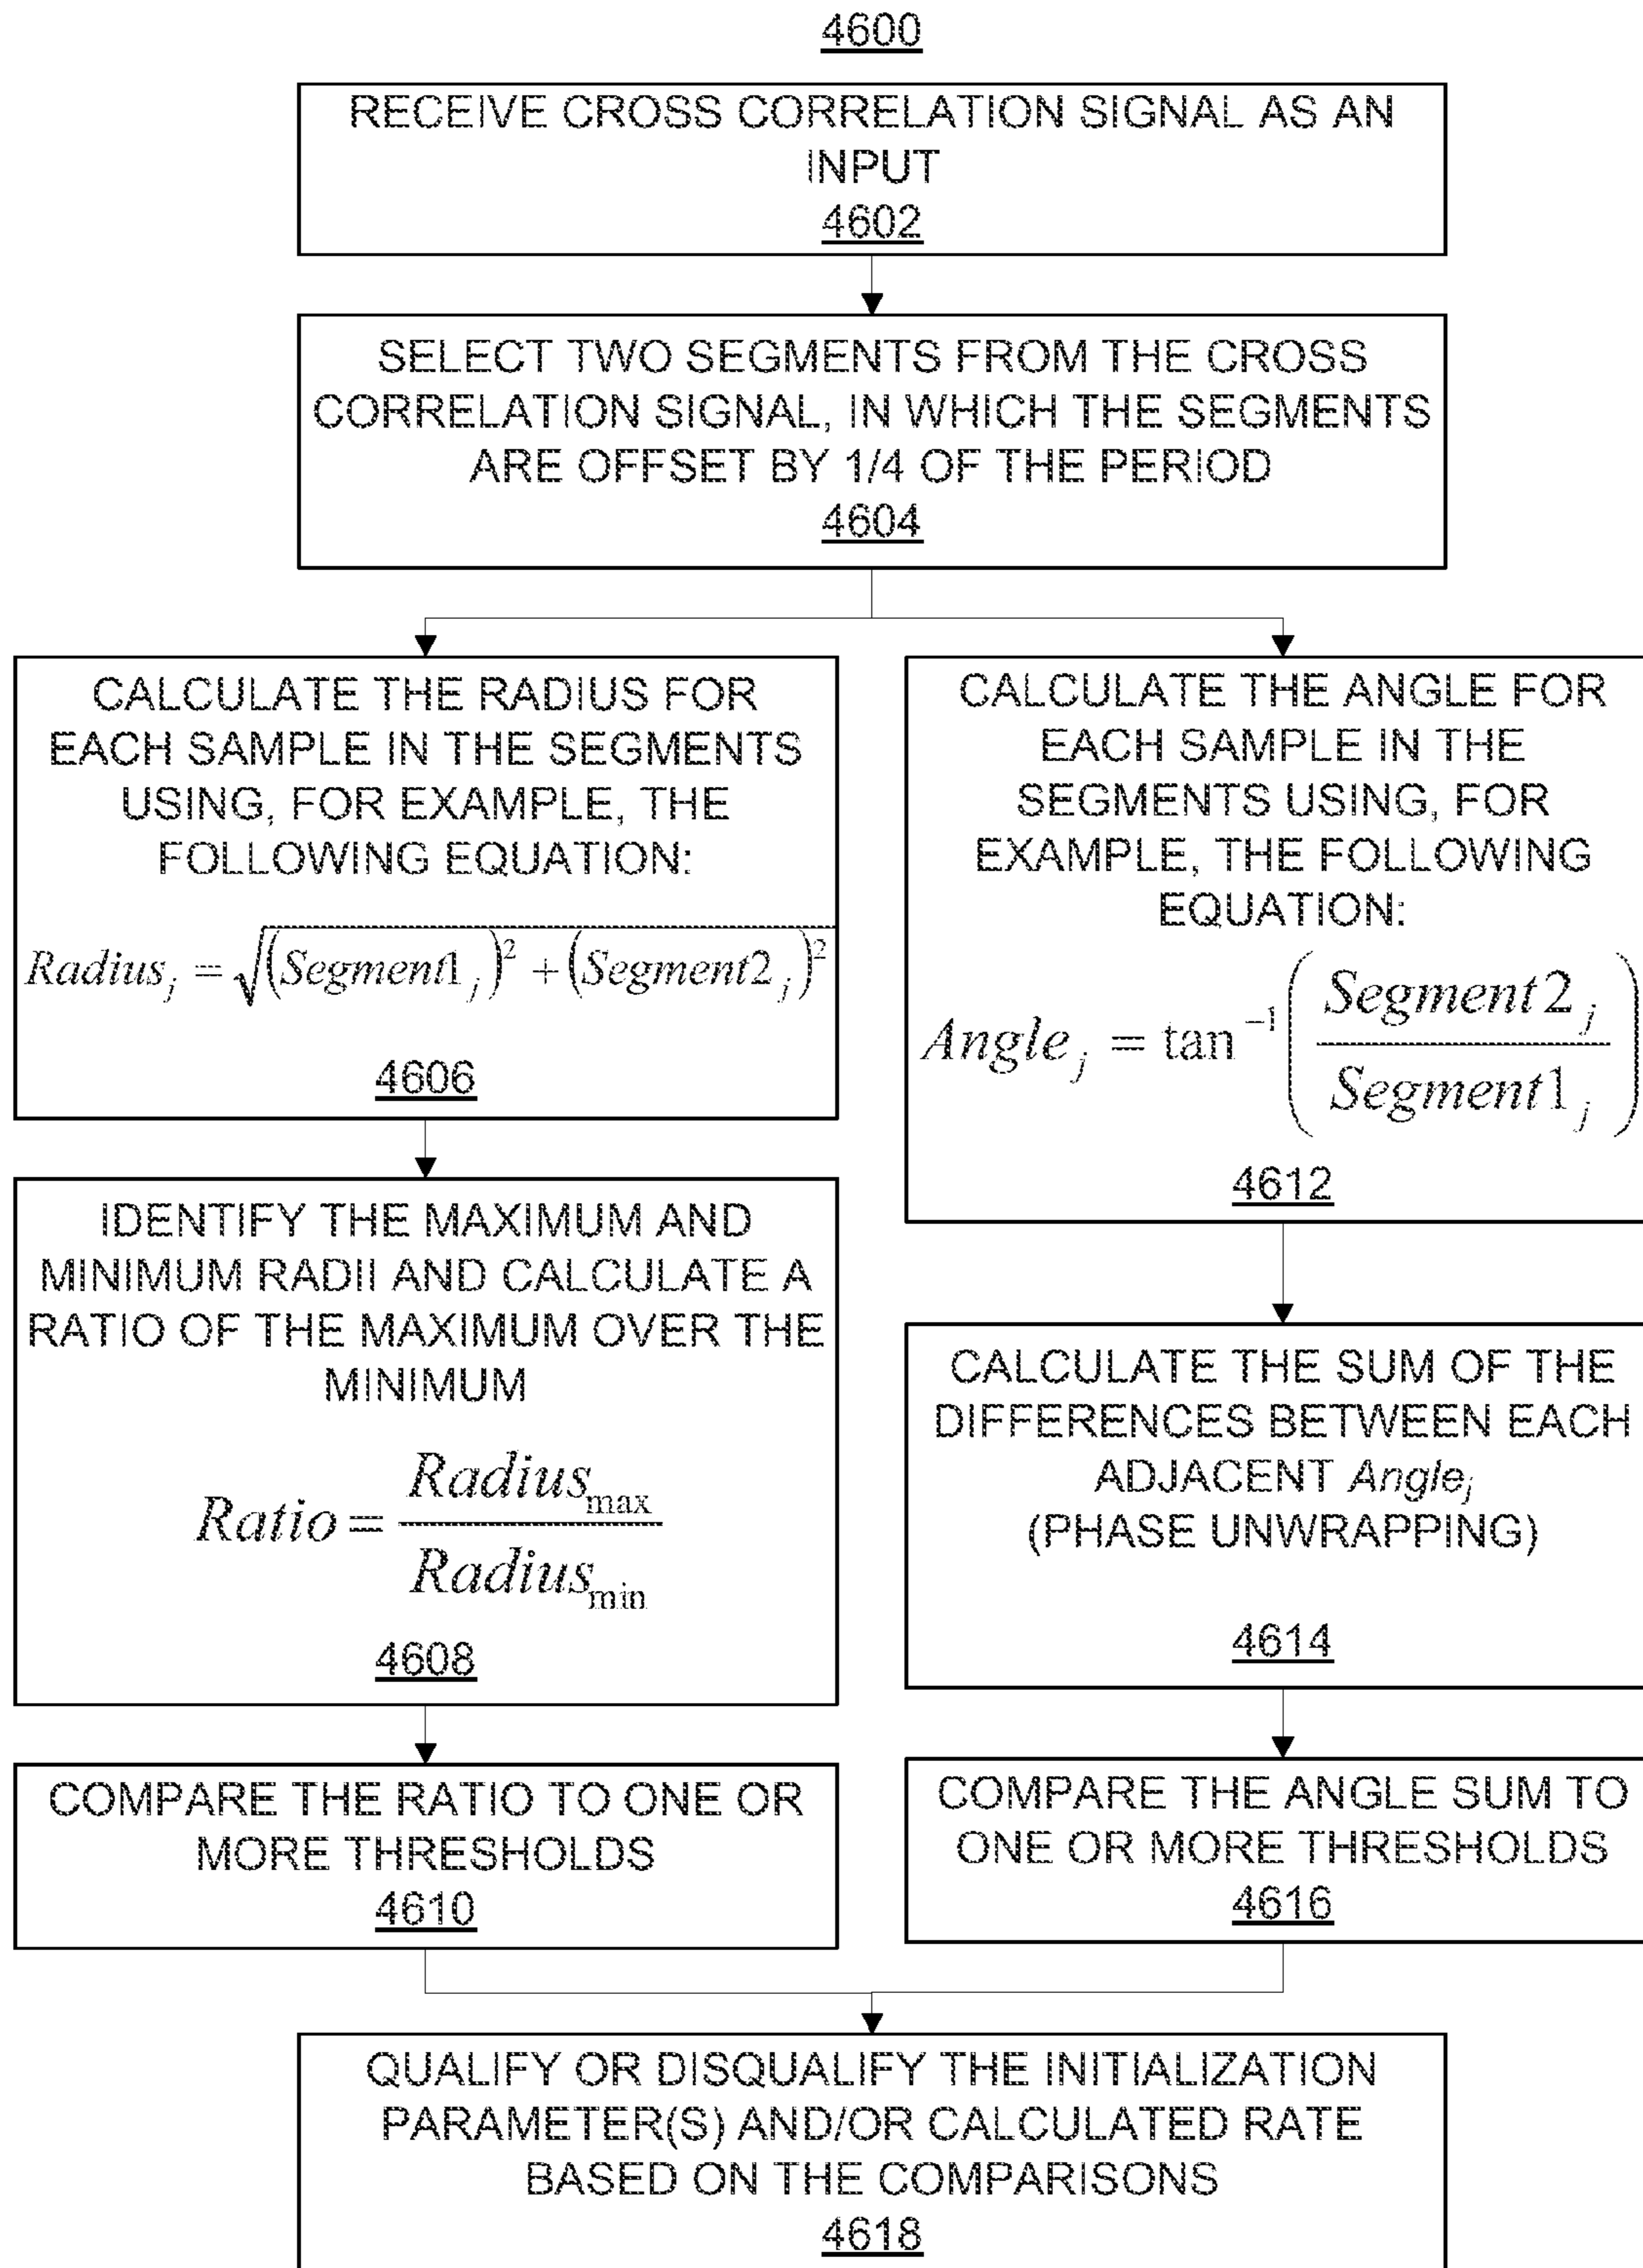 4600
RECEIVE CROSS CORRELATION SIGNAL AS AN
INPUT
4602
SELECT TWO SEGMENTS FROM THE CROSS
CORRELATION SIGNAL, IN WHICH THE SEGMENTS
ARE OFFSET BY 1/4 OF THE PERIOD
4604
CALCULATE THE RADIUS FOR
EACH SAMPLE IN THE SEGMENTS
USING, FOR EXAMPLE, THE
FOLLOWING EQUATION:
Radius_j = √((Segment1_j)² + (Segment2_j)²)
4606
IDENTIFY THE MAXIMUM AND
MINIMUM RADII AND CALCULATE A
RATIO OF THE MAXIMUM OVER THE
MINIMUM
Ratio = Radius_max / Radius_min
4608
COMPARE THE RATIO TO ONE OR
MORE THRESHOLDS
4610
CALCULATE THE ANGLE FOR
EACH SAMPLE IN THE
SEGMENTS USING, FOR
EXAMPLE, THE FOLLOWING
EQUATION:
Angle_j = tan⁻¹(Segment2_j / Segment1_j)
4612
CALCULATE THE SUM OF THE
DIFFERENCES BETWEEN EACH
ADJACENT Angle_j
(PHASE UNWRAPPING)
4614
COMPARE THE ANGLE SUM TO
ONE OR MORE THRESHOLDS
4616
QUALIFY OR DISQUALIFY THE INITIALIZATION
PARAMETER(S) AND/OR CALCULATED RATE
BASED ON THE COMPARISONS
4618